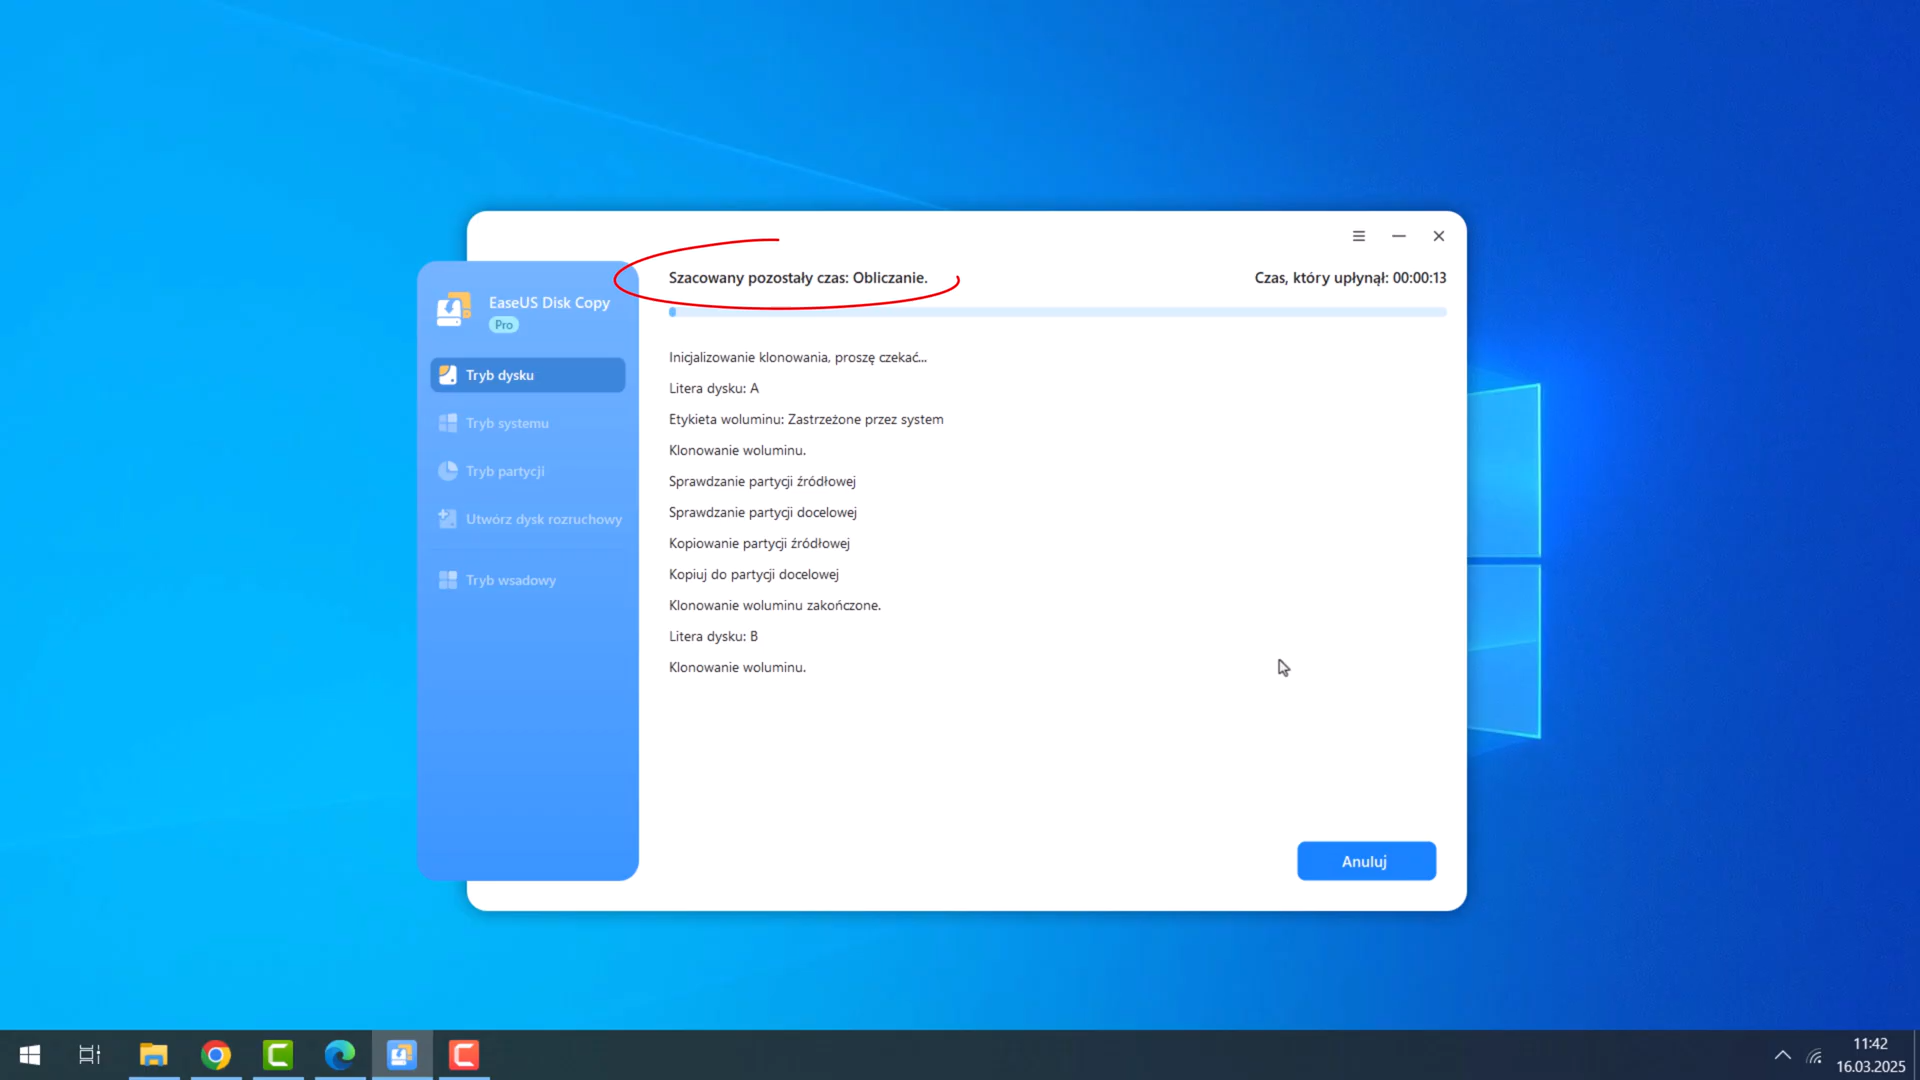 Szacowany pozostały czas: Obliczanie.
Czas, który upłynął: 00:00:13
EaseUS Disk Copy
Pro
Tryb dysku
Tryb systemu
Tryb partycji
Utwórz dysk rozruchowy
Tryb wsadowy
Inicjalizowanie klonowania, proszę czekać...
Litera dysku: A
Etykieta woluminu: Zastrzeżone przez system
Klonowanie woluminu.
Sprawdzanie partycji źródłowej
Sprawdzanie partycji docelowej
Kopiowanie partycji źródłowej
Kopiuj do partycji docelowej
Klonowanie woluminu zakończone.
Litera dysku: B
Klonowanie woluminu.
Anuluj
11:42
16.03.2025